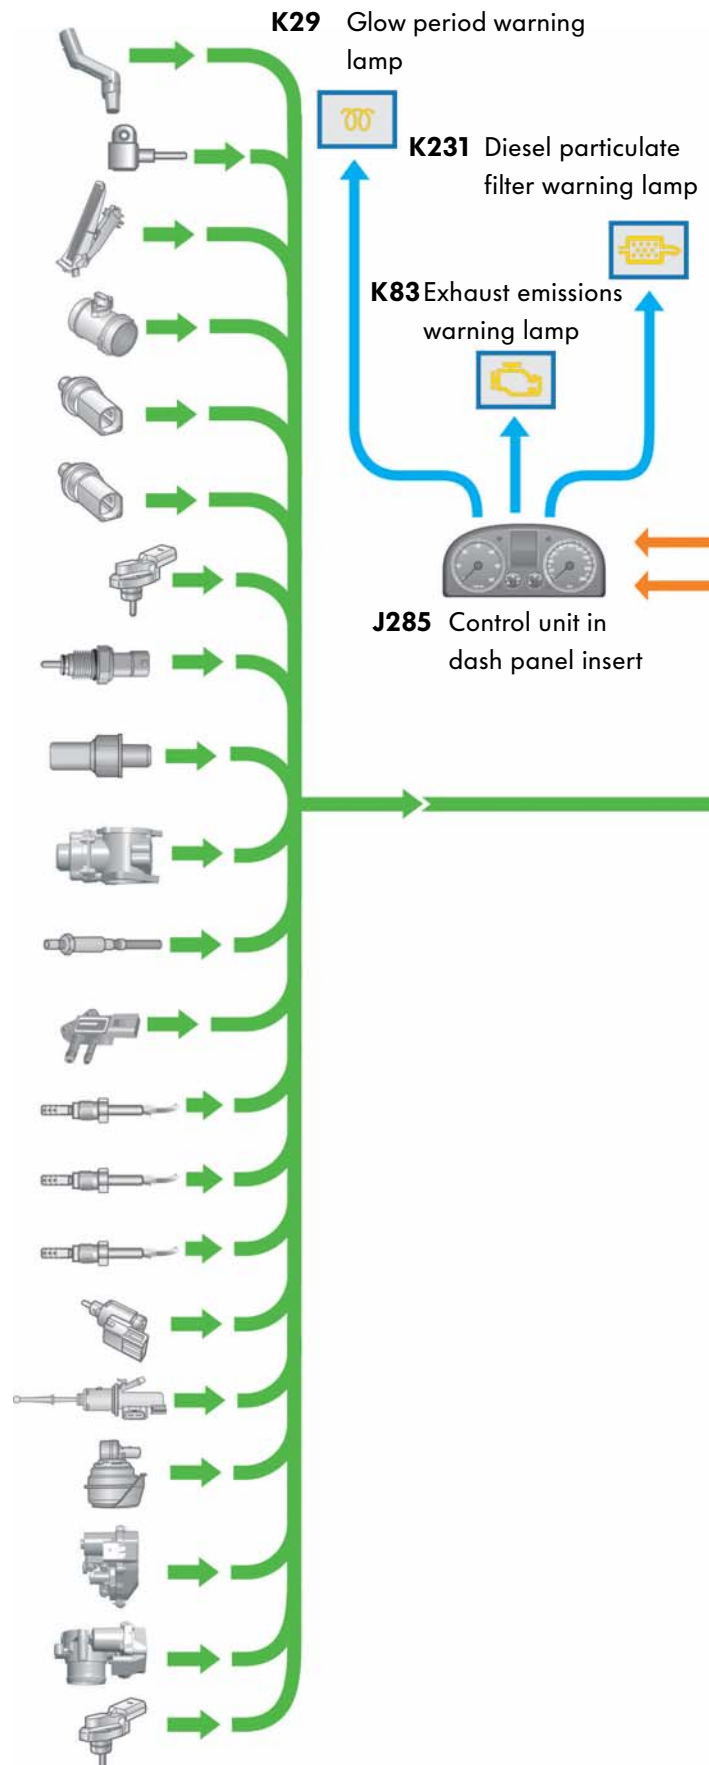 K29 Glow period warning
lamp
K231 Diesel particulate
filter warning lamp
K83 Exhaust emissions
warning lamp
J285 Control unit in
dash panel insert